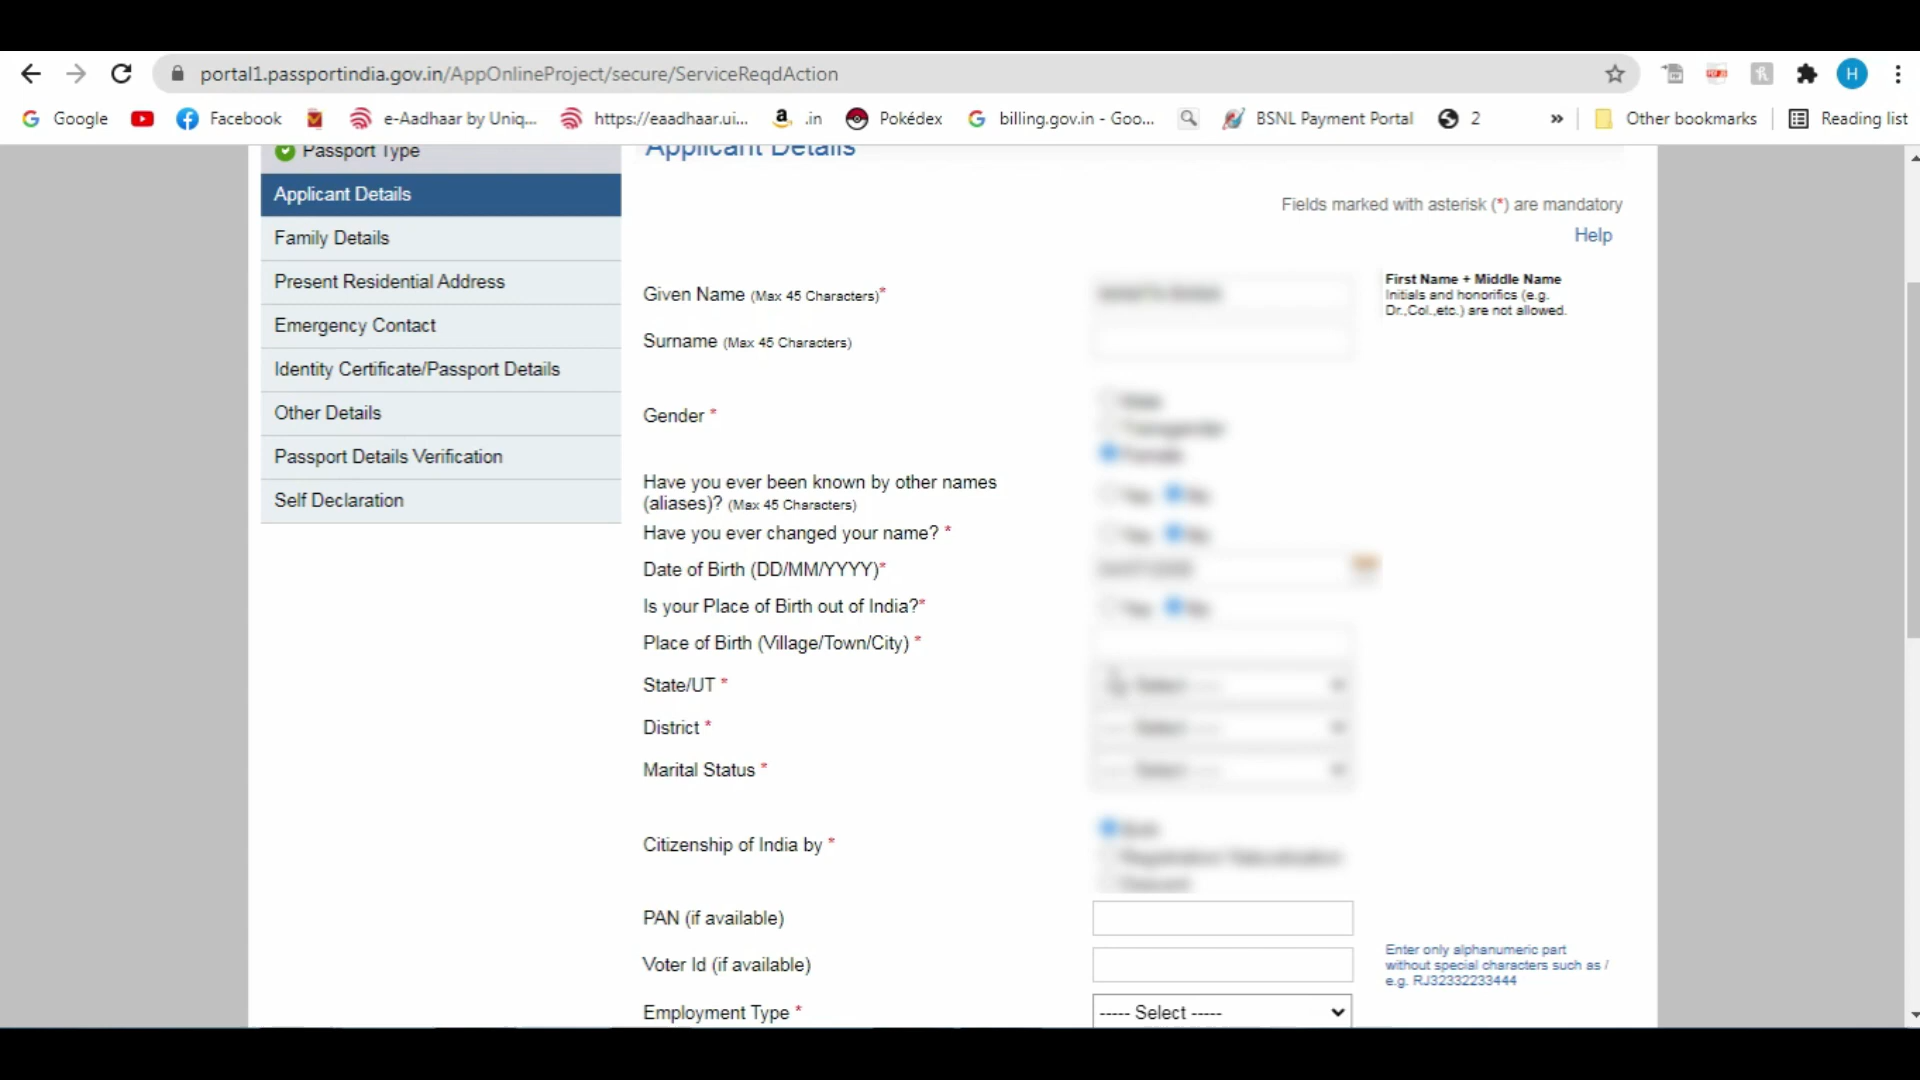 portal1.passportindia.gov.in/AppOnlineProject/secure/ServiceReqdAction
H
Google
Facebook
e-Aadhaar by Uniq...
https://eaadhaar.ui...
.in
Pokédex
billing.gov.in - Goo...
BSNL Payment Portal
2
»
Other bookmarks
Reading list
Passport Type
Applicant Details
Family Details
Present Residential Address
Emergency Contact
Identity Certificate/Passport Details
Other Details
Passport Details Verification
Self Declaration
Applicant Details
Fields marked with asterisk (*) are mandatory
Help
Given Name (Max 45 Characters)*
First Name + Middle Name
Initials and honorifics (e.g.
Dr.,Col.,etc.) are not allowed.
Surname (Max 45 Characters)
Gender *
Have you ever been known by other names
(aliases)? (Max 45 Characters)
Have you ever changed your name? *
Date of Birth (DD/MM/YYYY)*
Is your Place of Birth out of India?*
Place of Birth (Village/Town/City) *
State/UT *
District *
Marital Status *
Citizenship of India by *
PAN (if available)
Voter Id (if available)
Enter only alphanumeric part
without special characters such as /
e.g. RJ32332233444
Employment Type *
----- Select -----